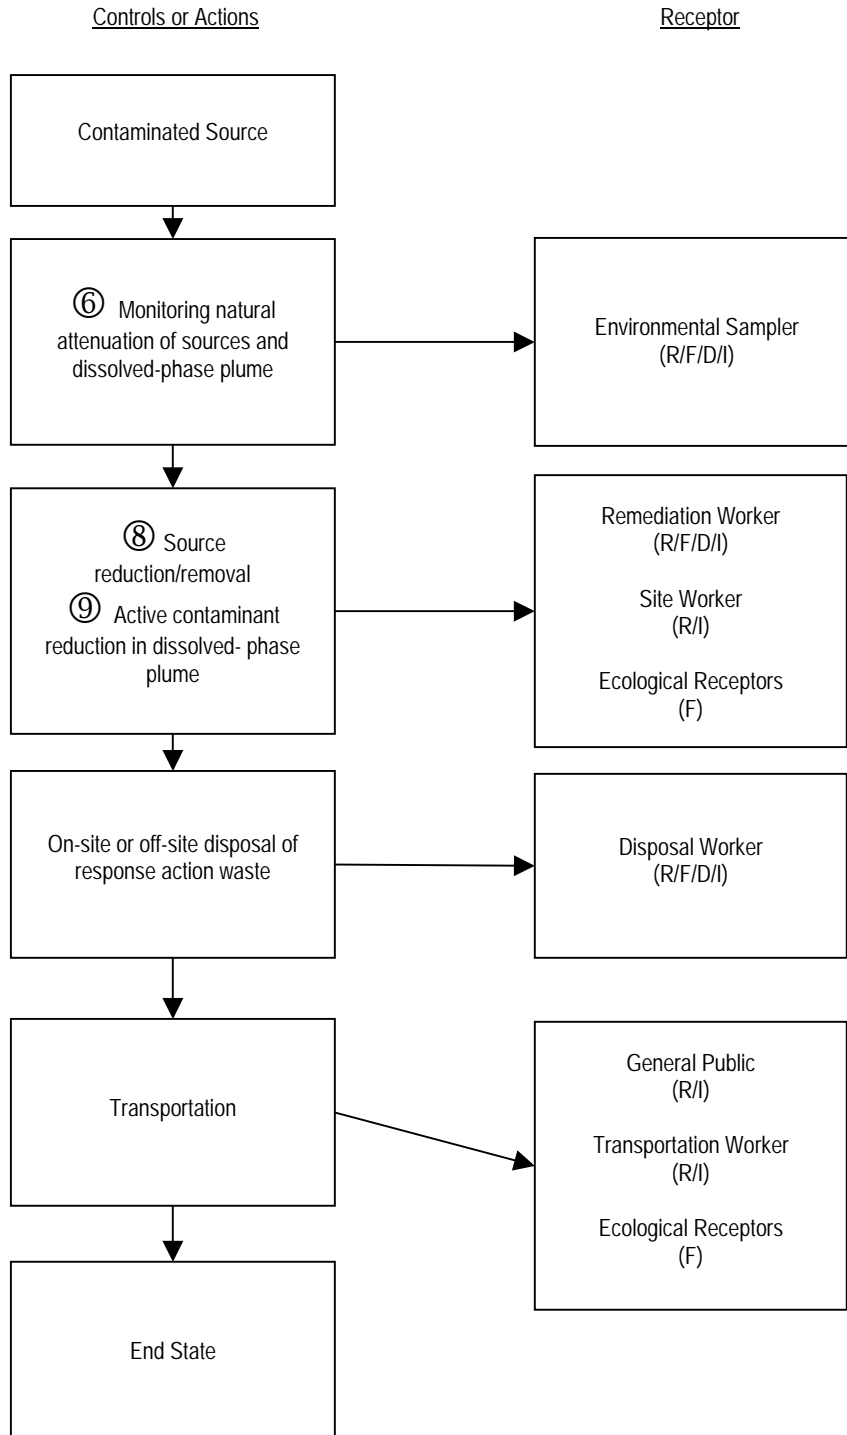 Controls or Actions
Receptor
Contaminated Source
⑥ Monitoring natural
attenuation of sources and
dissolved-phase plume
Environmental Sampler
(R/F/D/I)
⑧ Source
reduction/removal
⑨ Active contaminant
reduction in dissolved- phase
plume
Remediation Worker
(R/F/D/I)
Site Worker
(R/I)
Ecological Receptors
(F)
On-site or off-site disposal of
response action waste
Disposal Worker
(R/F/D/I)
Transportation
General Public
(R/I)
Transportation Worker
(R/I)
Ecological Receptors
(F)
End State